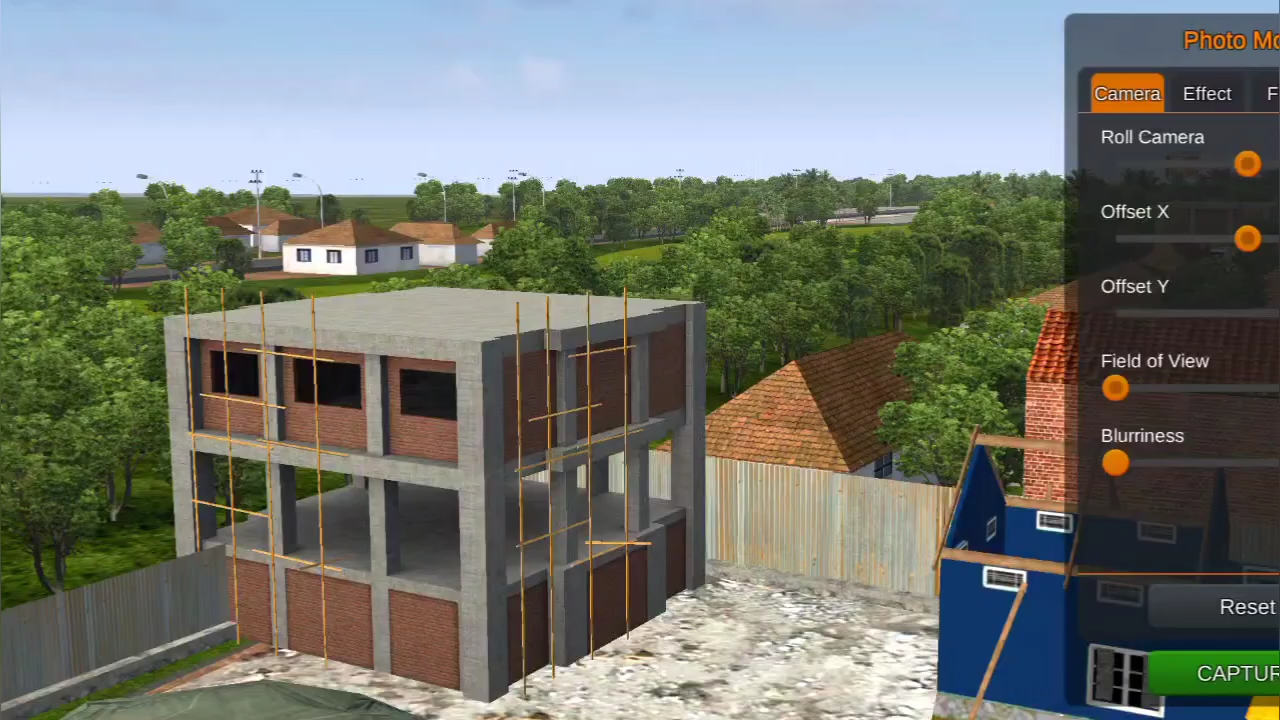 Photo Mo
Camera Effect F
Roll Camera
Offset X
Offset Y
Field of View
Blurriness
Reset
CAPTUR